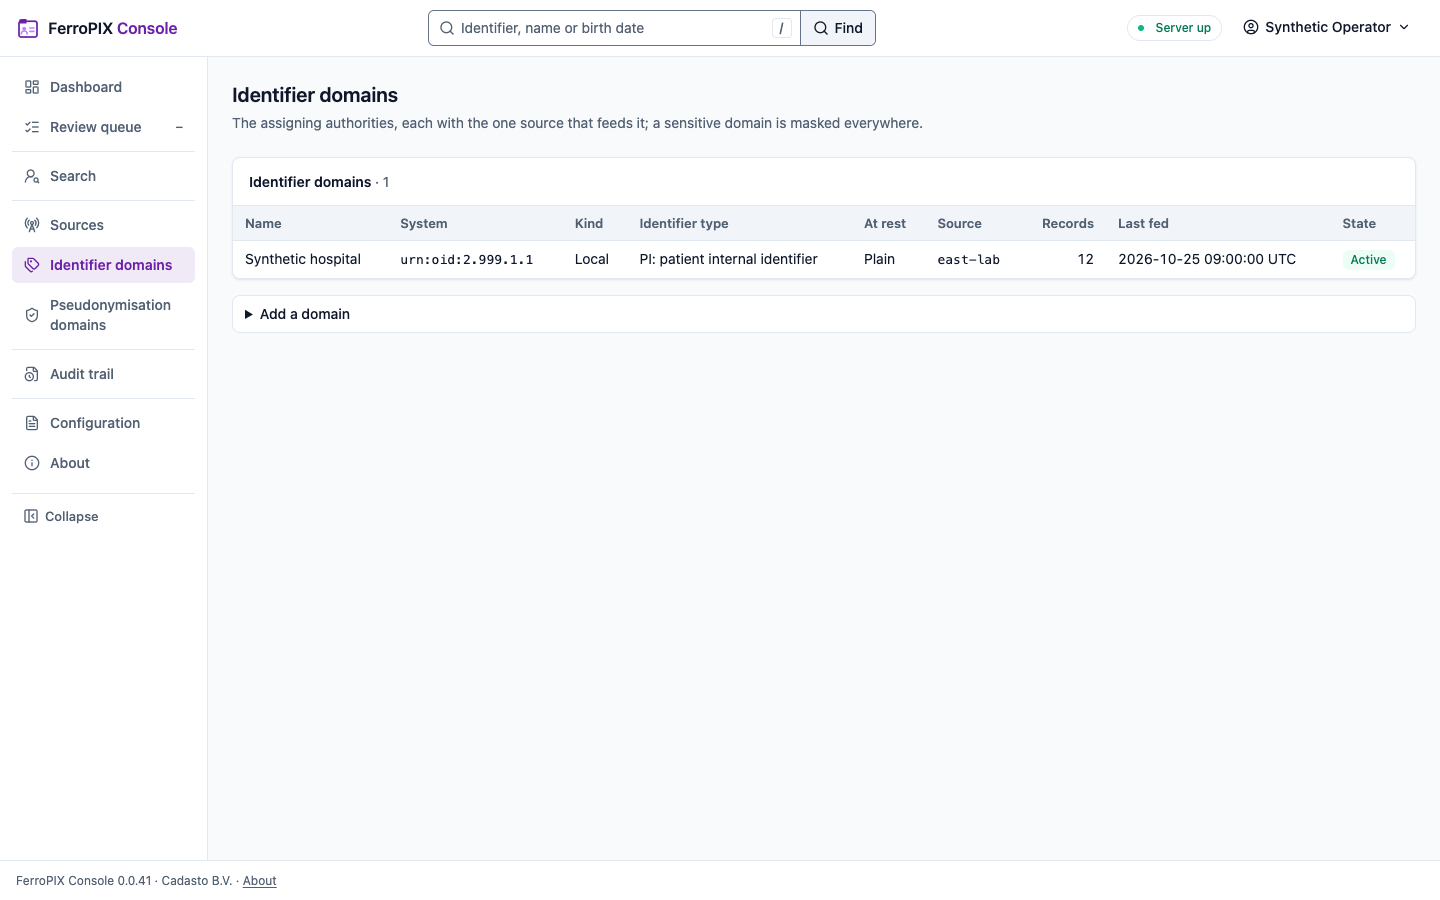 FerroPIX Console
Identifier, name or birth date
/
Find
Server up
Synthetic Operator
Dashboard
Review queue –
Search
Sources
Identifier domains
Pseudonymisation
domains
Audit trail
Configuration
About
Collapse
Identifier domains
The assigning authorities, each with the one source that feeds it; a sensitive domain is masked everywhere.
Identifier domains · 1
Name System Kind Identifier type At rest Source Records Last fed State
Synthetic hospital urn:oid:2.999.1.1 Local PI: patient internal identifier Plain east-lab 12 2026-10-25 09:00:00 UTC Active
Add a domain
FerroPIX Console 0.0.41 · Cadasto B.V. · About